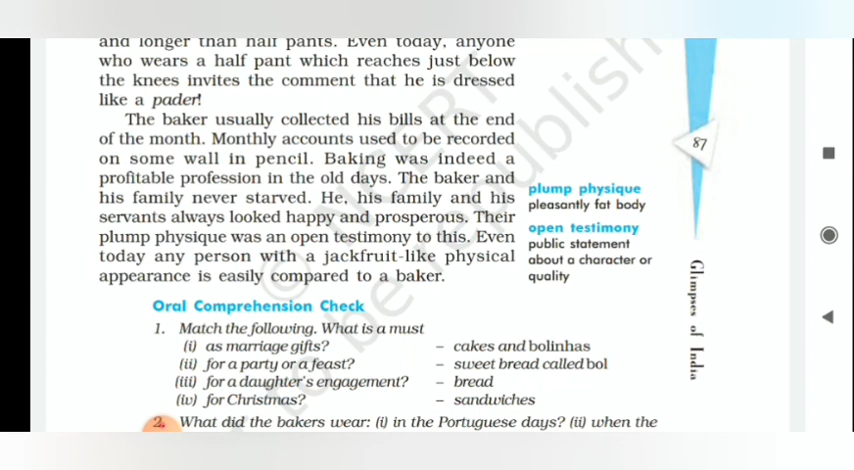 and longer than half pants. Even today, anyone
who wears a half pant which reaches just below
the knees invites the comment that he is dressed
like a pader!
The baker usually collected his bills at the end
of the month. Monthly accounts used to be recorded
on some wall in pencil. Baking was indeed a
profitable profession in the old days. The baker and
his family never starved. He, his family and his
servants always looked happy and prosperous. Their
plump physique was an open testimony to this. Even
today any person with a jackfruit-like physical
appearance is easily compared to a baker.
plump physique
pleasantly fat body
open testimony
public statement
about a character or
quality
87
Glimpses of India
Oral Comprehension Check
1. Match the following. What is a must
(i) as marriage gifts? – cakes and bolinhas
(ii) for a party or a feast? – sweet bread called bol
(iii) for a daughter's engagement? – bread
(iv) for Christmas? – sandwiches
2. What did the bakers wear: (i) in the Portuguese days? (ii) when the
© NCERT
not to be republished